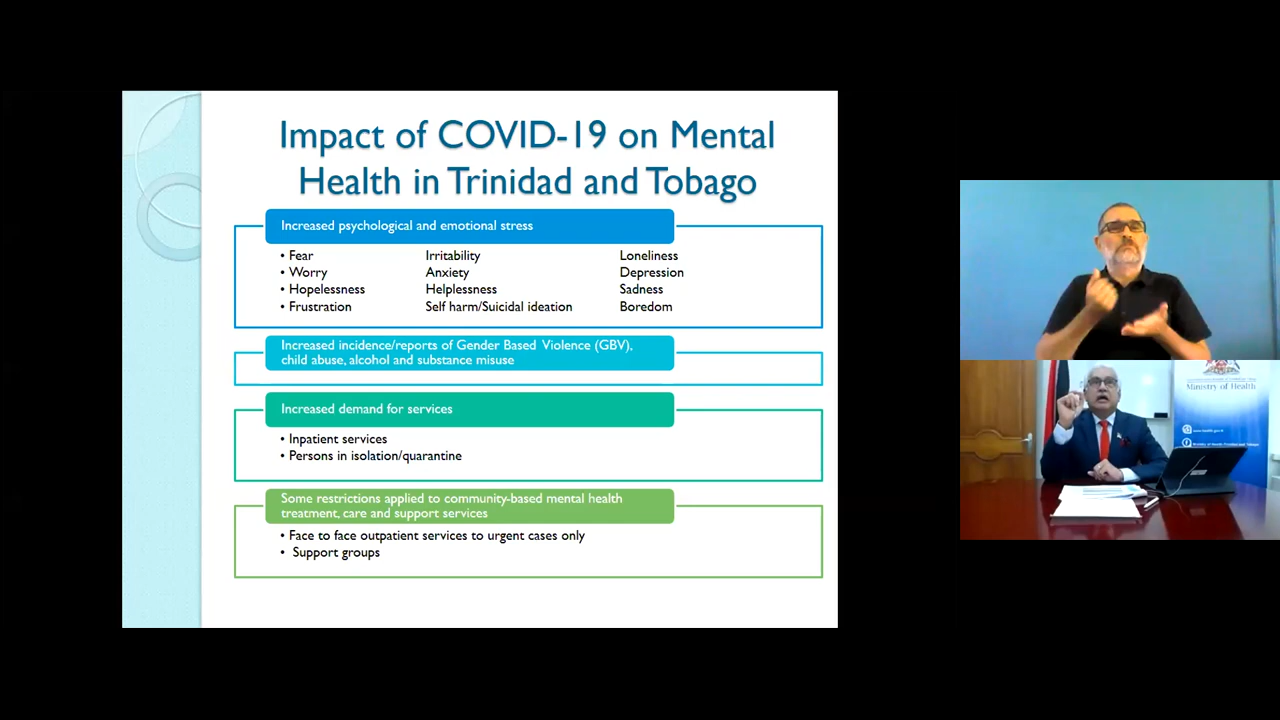 Impact of COVID-19 on Mental
Health in Trinidad and Tobago
Increased psychological and emotional stress
• Fear Irritability Loneliness
• Worry Anxiety Depression
• Hopelessness Helplessness Sadness
• Frustration Self harm/Suicidal ideation Boredom
Increased incidence/reports of Gender Based Violence (GBV),
child abuse, alcohol and substance misuse
Increased demand for services
• Inpatient services
• Persons in isolation/quarantine
Some restrictions applied to community-based mental health
treatment, care and support services
• Face to face outpatient services to urgent cases only
• Support groups
Ministry of Health